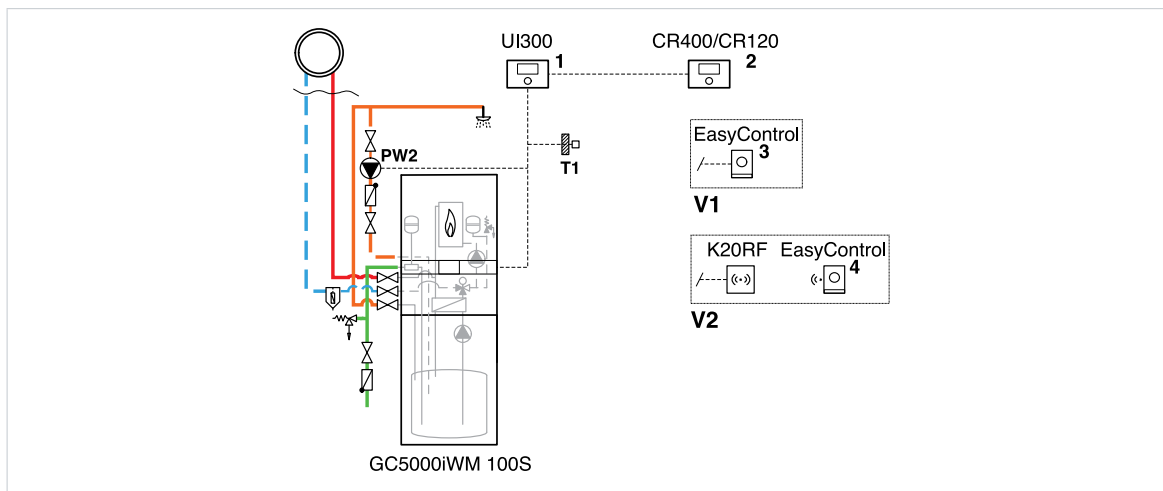 UI300
1
CR400/CR120
2
PW2
T1
EasyControl
3
V1
K20RF
EasyControl
4
V2
GC5000iWM 100S